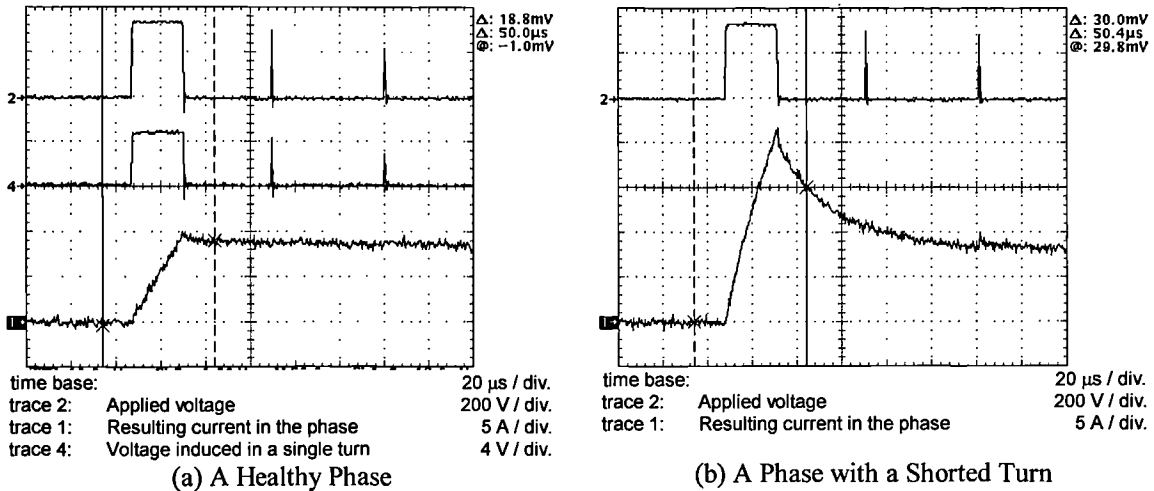 Δ: 18.8mV
Δ: 50.0µs
@: -1.0mV
2
4
1
time base: 20 µs / div.
trace 2: Applied voltage 200 V / div.
trace 1: Resulting current in the phase 5 A / div.
trace 4: Voltage induced in a single turn 4 V / div.
(a) A Healthy Phase
Δ: 30.0mV
Δ: 50.4µs
@: 29.8mV
2
1
time base: 20 µs / div.
trace 2: Applied voltage 200 V / div.
trace 1: Resulting current in the phase 5 A / div.
(b) A Phase with a Shorted Turn